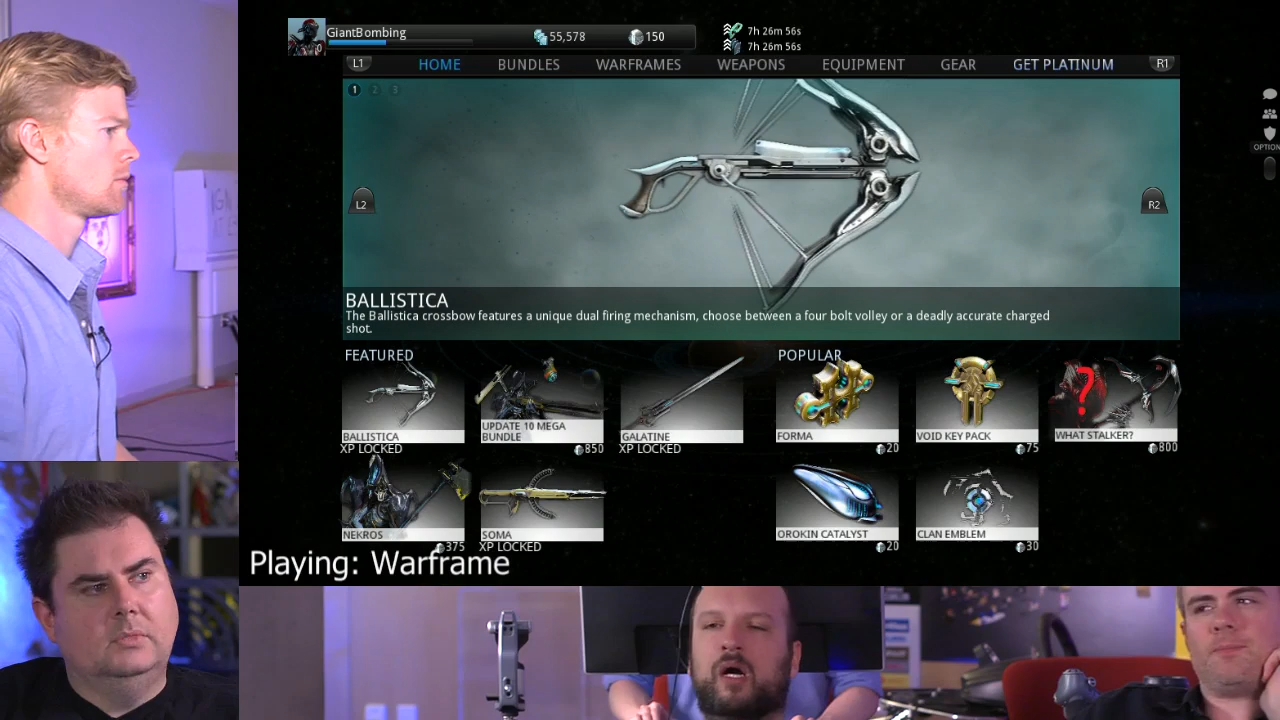 GiantBombing
55,578
150
7h 26m 56s
7h 26m 56s
L1
HOME
BUNDLES
WARFRAMES
WEAPONS
EQUIPMENT
GEAR
GET PLATINUM
R1
1 2 3
OPTION
L2
R2
BALLISTICA
The Ballistica crossbow features a unique dual firing mechanism, choose between a four bolt volley or a deadly accurate charged
shot.
FEATURED
POPULAR
BALLISTICA
XP LOCKED
UPDATE 10 MEGA
BUNDLE
850
GALATINE
XP LOCKED
FORMA
20
VOID KEY PACK
75
?
WHAT STALKER?
800
NEKROS
375
SOMA
XP LOCKED
OROKIN CATALYST
20
CLAN EMBLEM
30
Playing: Warframe